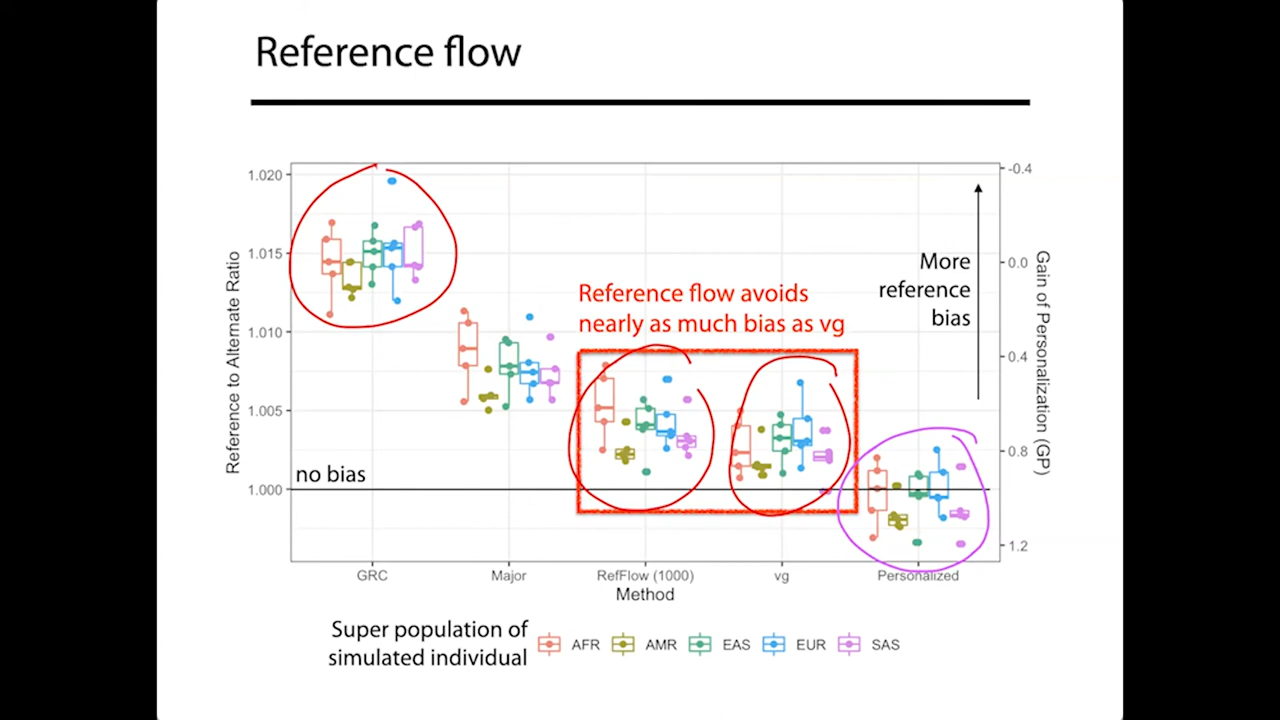 Reference flow
1.020
1.015
1.010
1.005
1.000
Reference to Alternate Ratio
-0.4
0.0
0.4
0.8
1.2
Gain of Personalization (GP)
More
reference
bias
Reference flow avoids
nearly as much bias as vg
no bias
GRC
Major
RefFlow (1000)
vg
Personalized
Method
Super population of
simulated individual
AFR
AMR
EAS
EUR
SAS